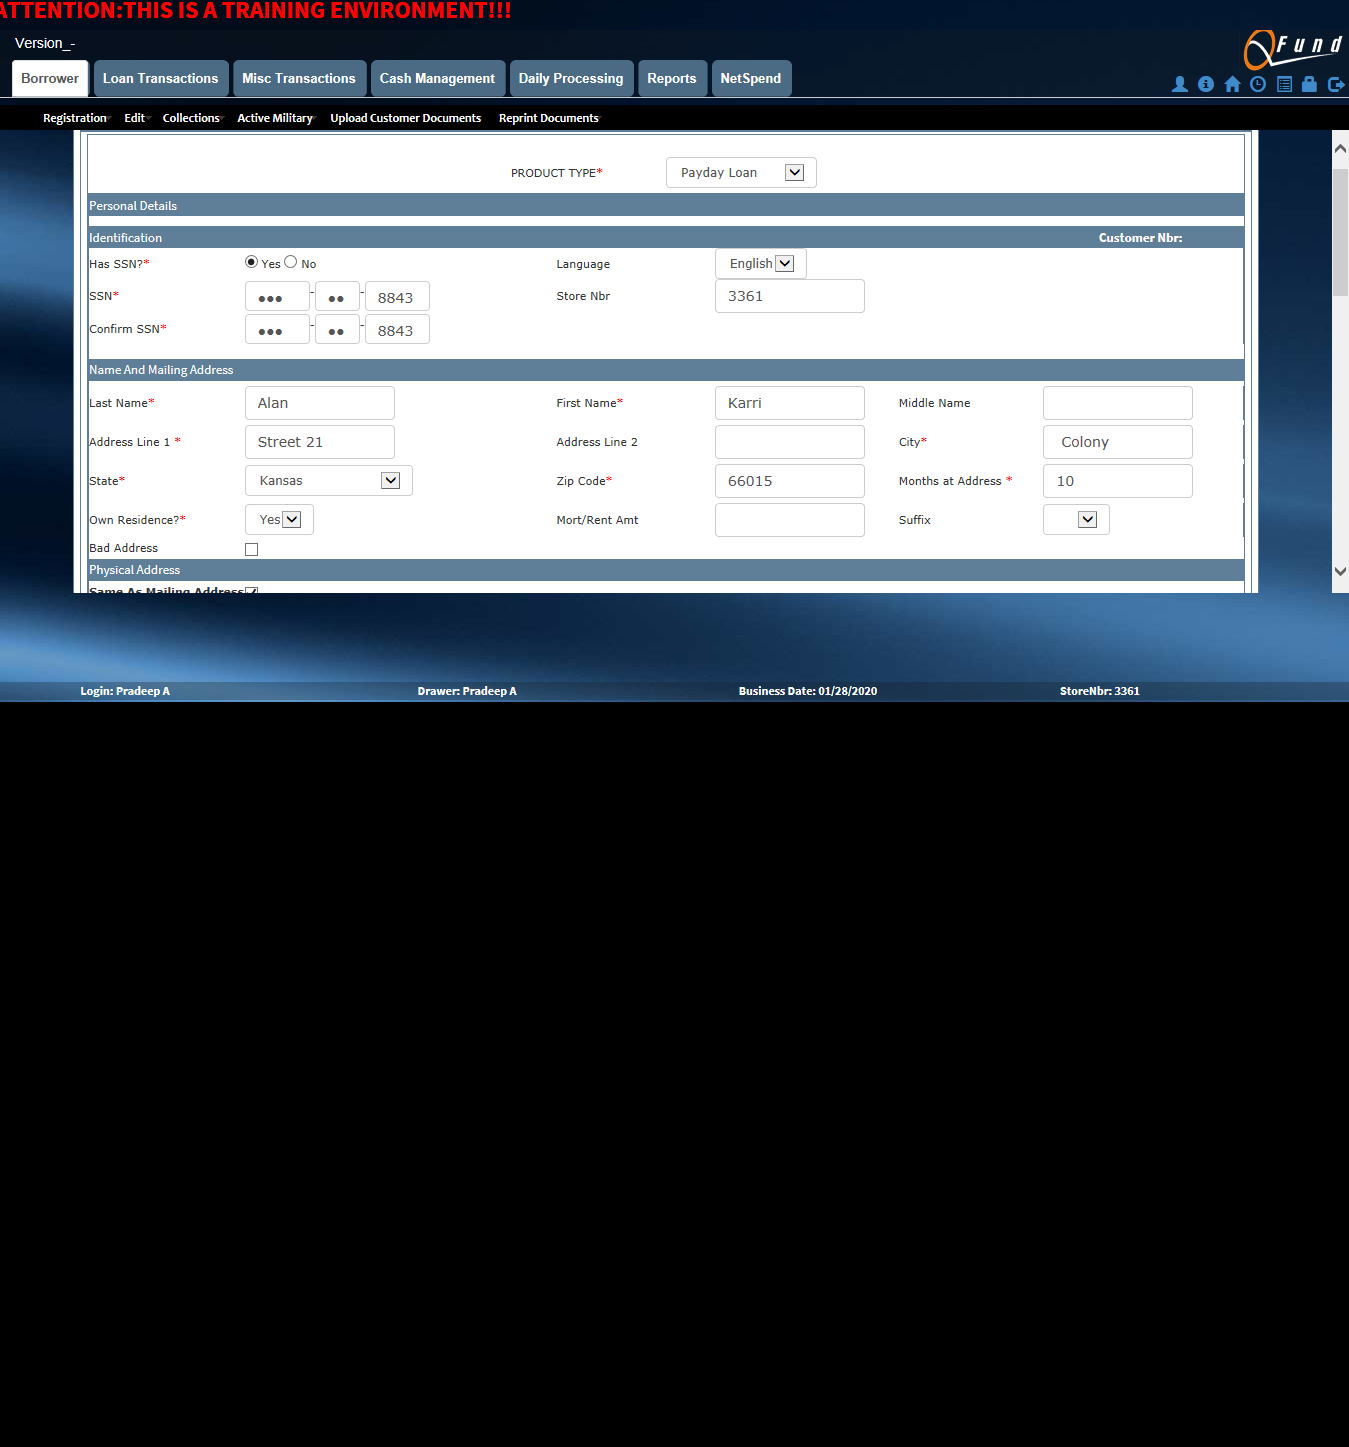 ATTENTION:THIS IS A TRAINING ENVIRONMENT!!!
Version_-
Fund
Borrower Loan Transactions Misc Transactions Cash Management Daily Processing Reports NetSpend
Registration Edit Collections Active Military Upload Customer Documents Reprint Documents
PRODUCT TYPE* Payday Loan
Personal Details
Identification Customer Nbr:
Has SSN?* Yes No Language English
SSN* ●●● - ●● - 8843 Store Nbr 3361
Confirm SSN* ●●● - ●● - 8843
Name And Mailing Address
Last Name* Alan First Name* Karri Middle Name
Address Line 1 * Street 21 Address Line 2 City* Colony
State* Kansas Zip Code* 66015 Months at Address * 10
Own Residence?* Yes Mort/Rent Amt Suffix
Bad Address
Physical Address
Same As Mailing Address
Login: Pradeep A Drawer: Pradeep A Business Date: 01/28/2020 StoreNbr: 3361